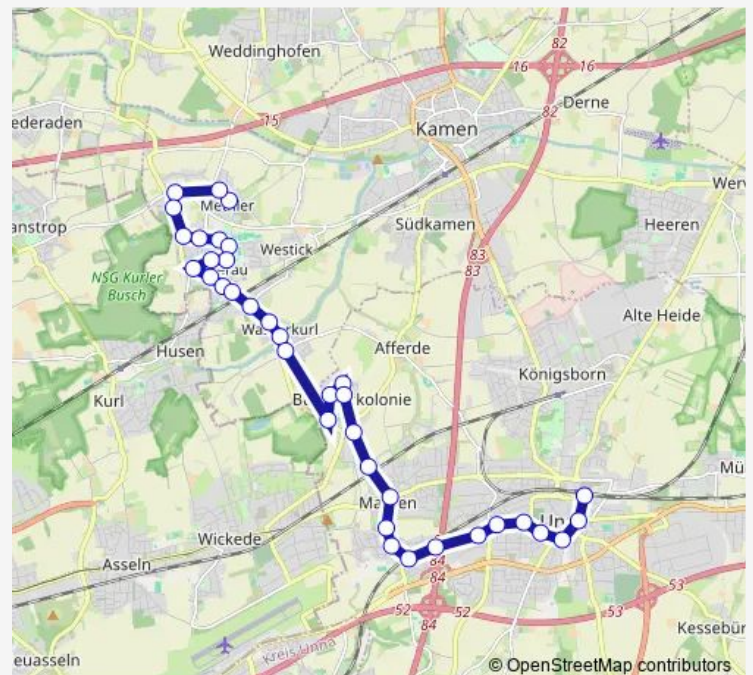 Weddinghofen
82
16
16
ederaden
15
82
Derne
Kamen
Wer
anstrop
Südkamen
Heeren
Westick
83
83
NSG Kurler
Busch
Alte Heide
Husen
Afferde
Königsborn
Kurl
kolonie
Mü
Wickede
Asseln
84
84
52
52
53
53
84
Kessebür
Kreis Unna
euasseln
© OpenStreetMap contributors